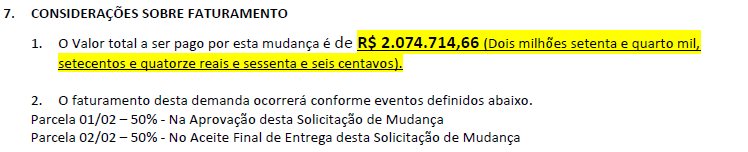 7. CONSIDERAÇÕES SOBRE FATURAMENTO
1. O Valor total a ser pago por esta mudança é de R$ 2.074.714,66 (Dois milhões setenta e quarto mil,
setecentos e quatorze reais e sessenta e seis centavos).
2. O faturamento desta demanda ocorrerá conforme eventos definidos abaixo.
Parcela 01/02 – 50% - Na Aprovação desta Solicitação de Mudança
Parcela 02/02 – 50% - No Aceite Final de Entrega desta Solicitação de Mudança